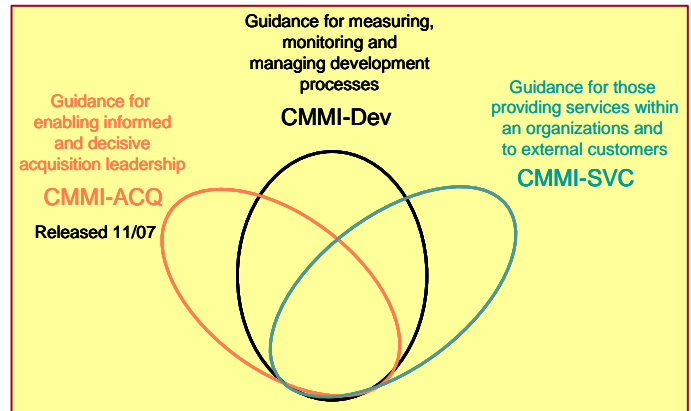 Guidance for measuring,
monitoring and
managing development
processes
CMMI-Dev
Guidance for
enabling informed
and decisive
acquisition leadership
CMMI-ACQ
Released 11/07
Guidance for those
providing services within
an organizations and
to external customers
CMMI-SVC